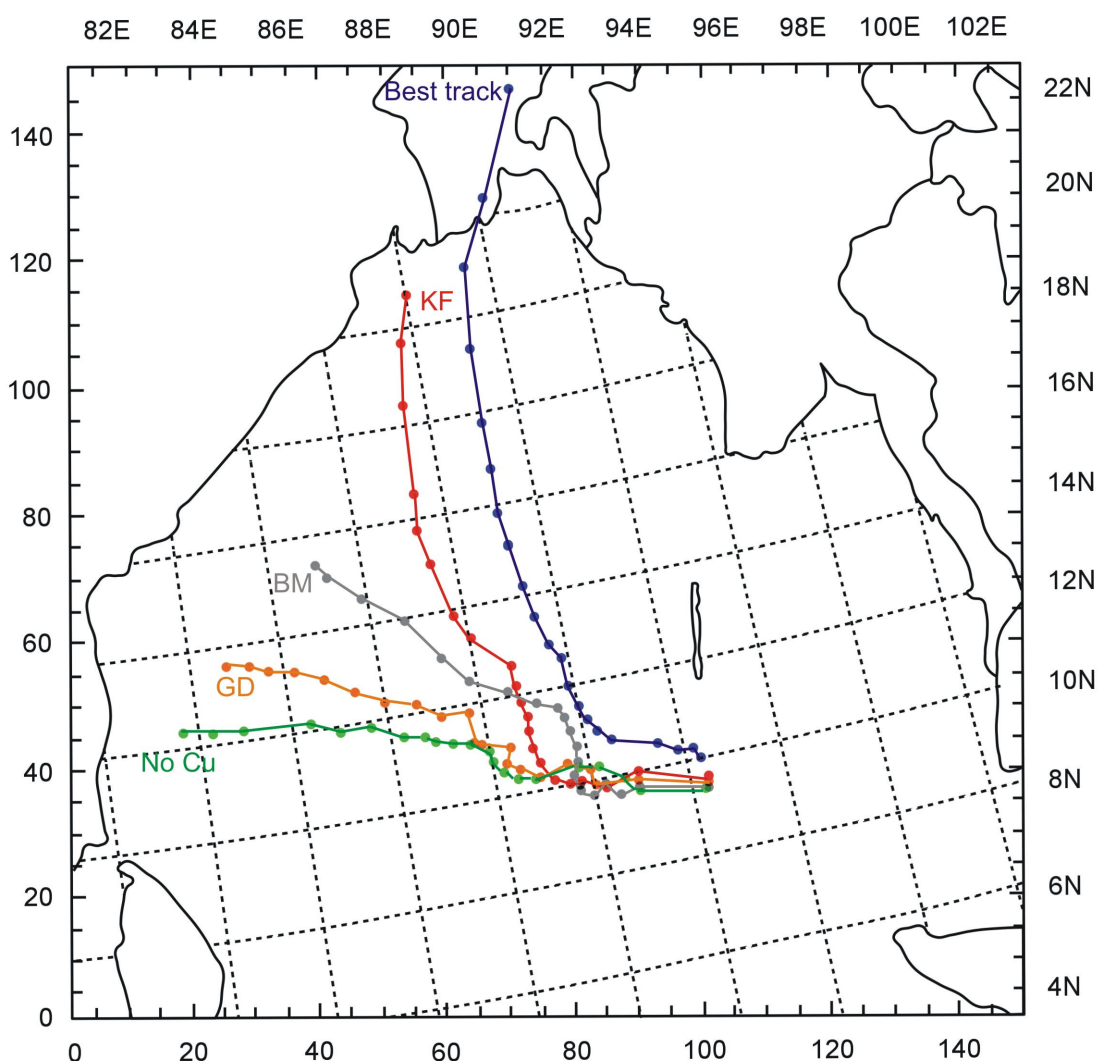 82E 84E 86E 88E 90E 92E 94E 96E 100E 102E
Best track
22N
140
20N
120
KF
18N
100
16N
14N
80
BM
12N
60
GD
10N
No Cu
40
8N
20
6N
4N
0
0 20 40 60 80 100 120 140